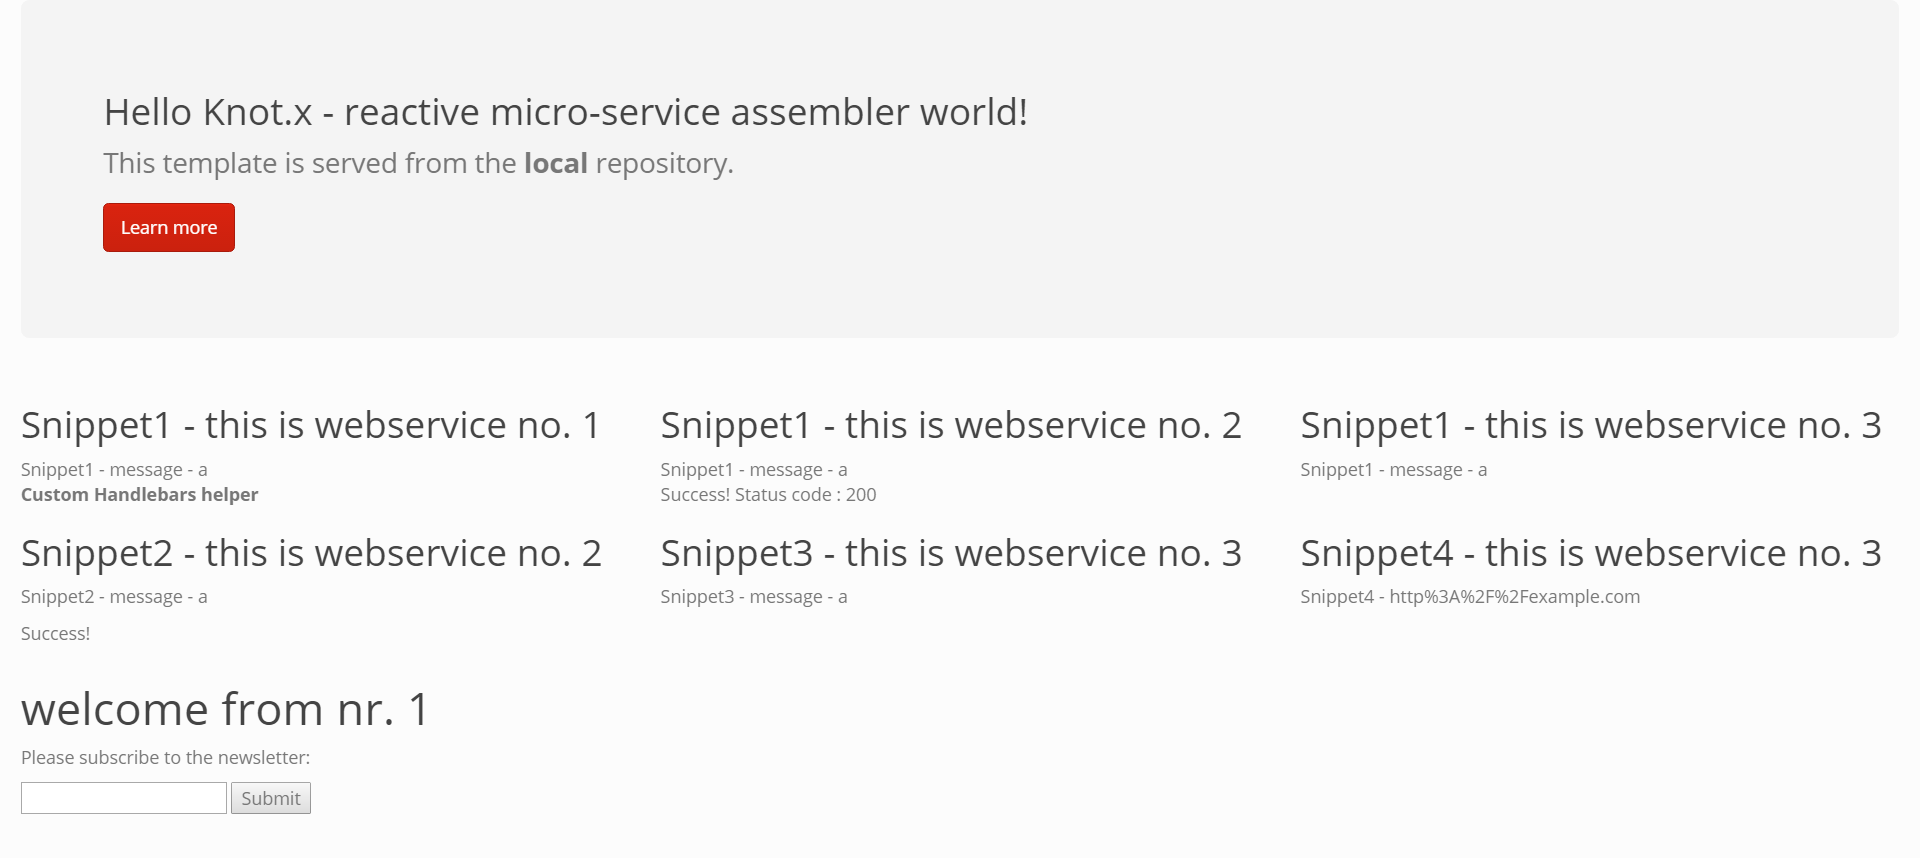 Hello Knot.x - reactive micro-service assembler world!
This template is served from the local repository.
Learn more
Snippet1 - this is webservice no. 1
Snippet1 - message - a
Custom Handlebars helper
Snippet1 - this is webservice no. 2
Snippet1 - message - a
Success! Status code : 200
Snippet1 - this is webservice no. 3
Snippet1 - message - a
Snippet2 - this is webservice no. 2
Snippet2 - message - a
Success!
Snippet3 - this is webservice no. 3
Snippet3 - message - a
Snippet4 - this is webservice no. 3
Snippet4 - http%3A%2F%2Fexample.com
welcome from nr. 1
Please subscribe to the newsletter:
Submit